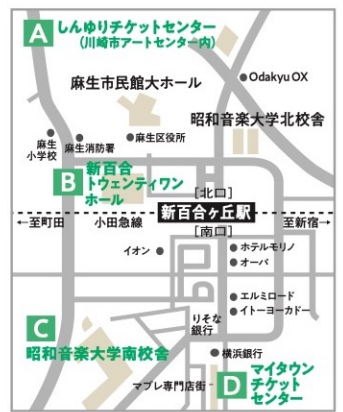 A しんゆりチケットセンター
（川崎市アートセンター内）
麻生市民館大ホール
Odakyu OX
昭和音楽大学北校舎
麻生
小学校
麻生消防署
麻生区役所
B 新百合
トウェンティワン
ホール
[北口]
新百合ヶ丘駅
[南口]
←至町田
小田急線
至新宿→
イオン
ホテルモリノ
オーパ
エルミロード
イトーヨーカドー
りそな
銀行
C
昭和音楽大学南校舎
横浜銀行
マプレ専門店街
D マイタウン
チケット
センター